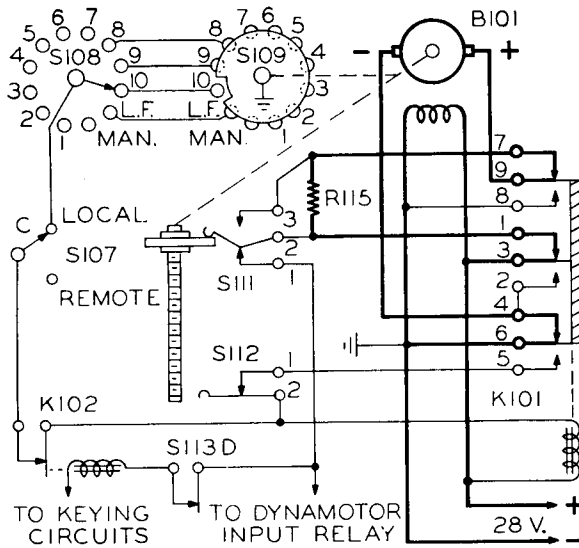 7 6 5 4 3 2 1 S108
8 8
9 9
10 10
L.F. L.F.
MAN. MAN.
7 6 5 4 3 2 1 S109
B101
- +
C LOCAL
S107
REMOTE
3
2
1
S111
R115
7
9
8
1
3
2
4
6
5
K101
S112
1
2
K102
S113D
TO KEYING
CIRCUITS
TO DYNAMOTOR
INPUT RELAY
+
28 V.
-